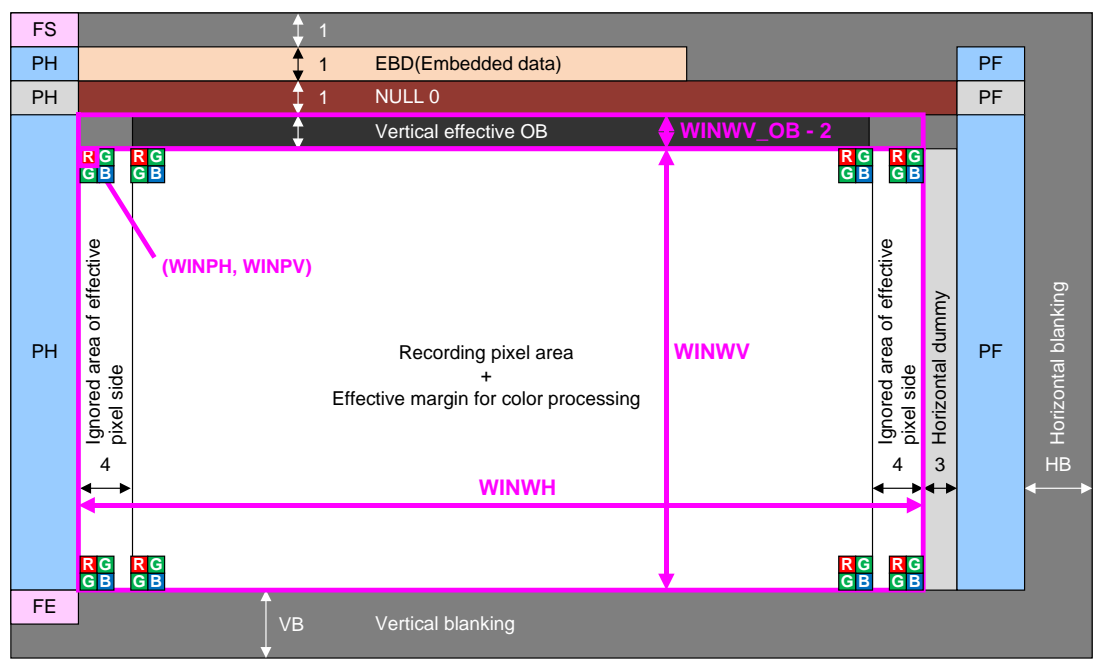 FS
1
PH
1
EBD(Embedded data)
PF
PH
1
NULL 0
PF
Vertical effective OB
WINWV_OB - 2
R G
G B
R G
G B
R G
G B
R G
G B
(WINPH, WINPV)
PH
Ignored area of effective
pixel side
4
Recording pixel area
+
Effective margin for color processing
WINWV
WINWH
Ignored area of effective
pixel side
4
Horizontal dummy
3
PF
Horizontal blanking
HB
R G
G B
R G
G B
R G
G B
R G
G B
FE
VB
Vertical blanking